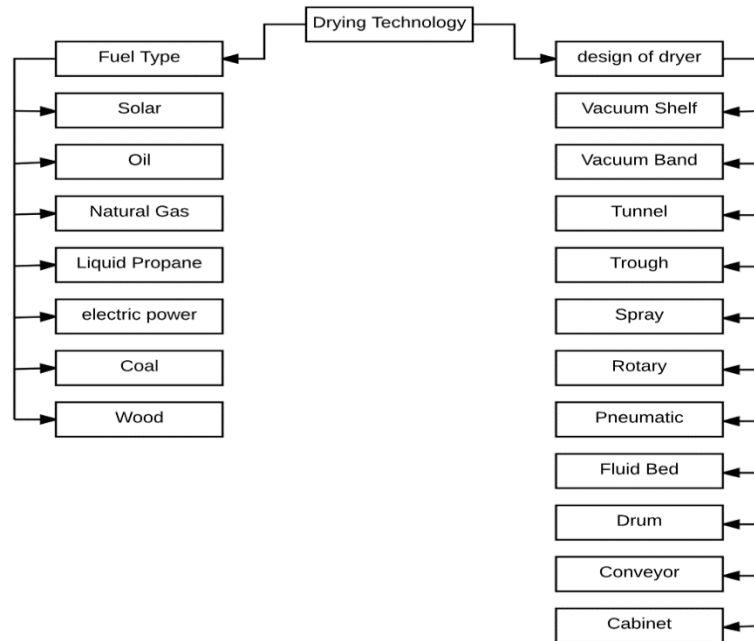 Drying Technology
Fuel Type
Solar
Oil
Natural Gas
Liquid Propane
electric power
Coal
Wood
design of dryer
Vacuum Shelf
Vacuum Band
Tunnel
Trough
Spray
Rotary
Pneumatic
Fluid Bed
Drum
Conveyor
Cabinet